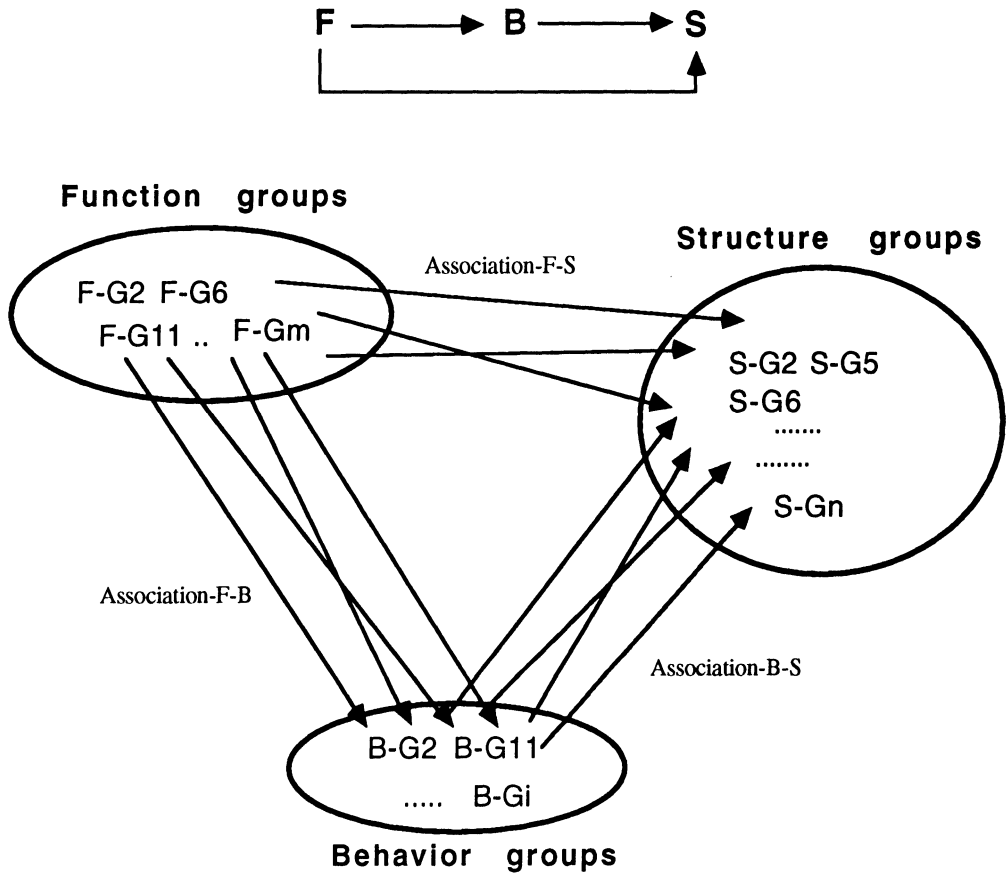 F B S
Function groups
Structure groups
Association-F-S
F-G2 F-G6
F-G11 .. F-Gm
S-G2 S-G5
S-G6
.......
........
S-Gn
Association-F-B
Association-B-S
B-G2 B-G11
..... B-Gi
Behavior groups